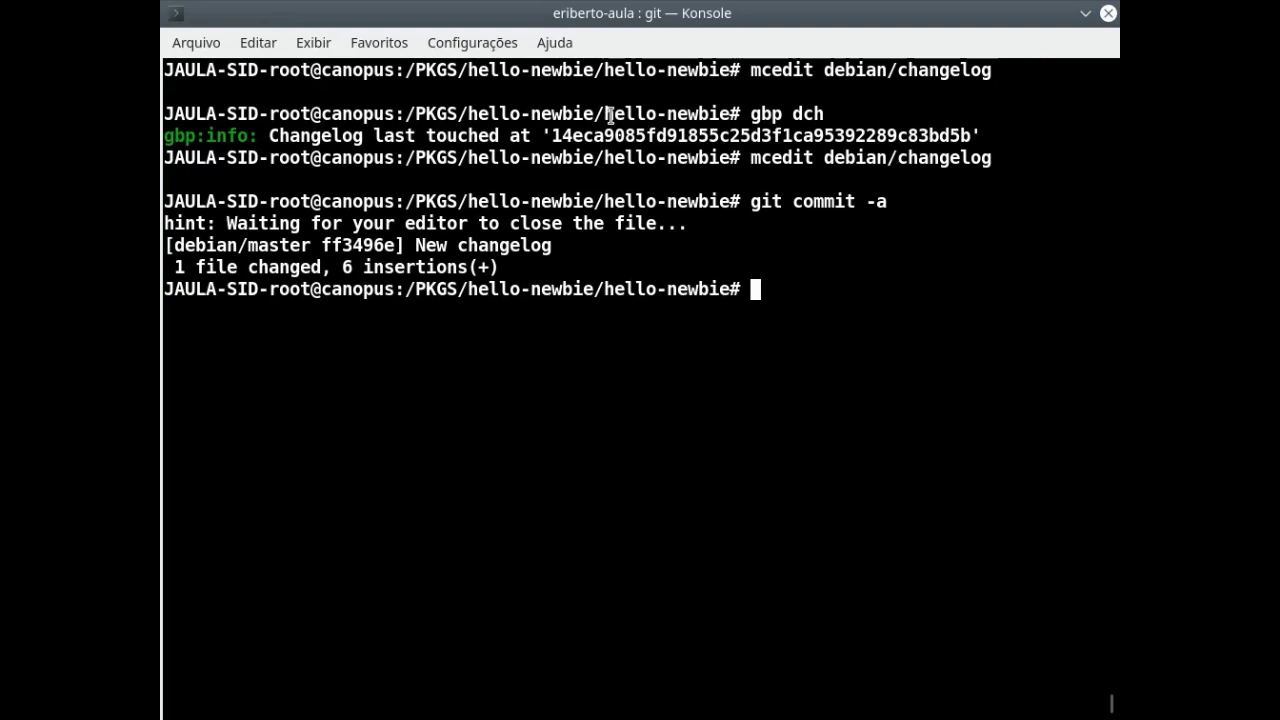 eriberto-aula : git — Konsole
Arquivo Editar Exibir Favoritos Configurações Ajuda
JAULA-SID-root@canopus:/PKGS/hello-newbie/hello-newbie# mcedit debian/changelog
JAULA-SID-root@canopus:/PKGS/hello-newbie/hello-newbie# gbp dch
gbp:info: Changelog last touched at '14eca9085fd91855c25d3f1ca95392289c83bd5b'
JAULA-SID-root@canopus:/PKGS/hello-newbie/hello-newbie# mcedit debian/changelog
JAULA-SID-root@canopus:/PKGS/hello-newbie/hello-newbie# git commit -a
hint: Waiting for your editor to close the file...
[debian/master ff3496e] New changelog
1 file changed, 6 insertions(+)
JAULA-SID-root@canopus:/PKGS/hello-newbie/hello-newbie#